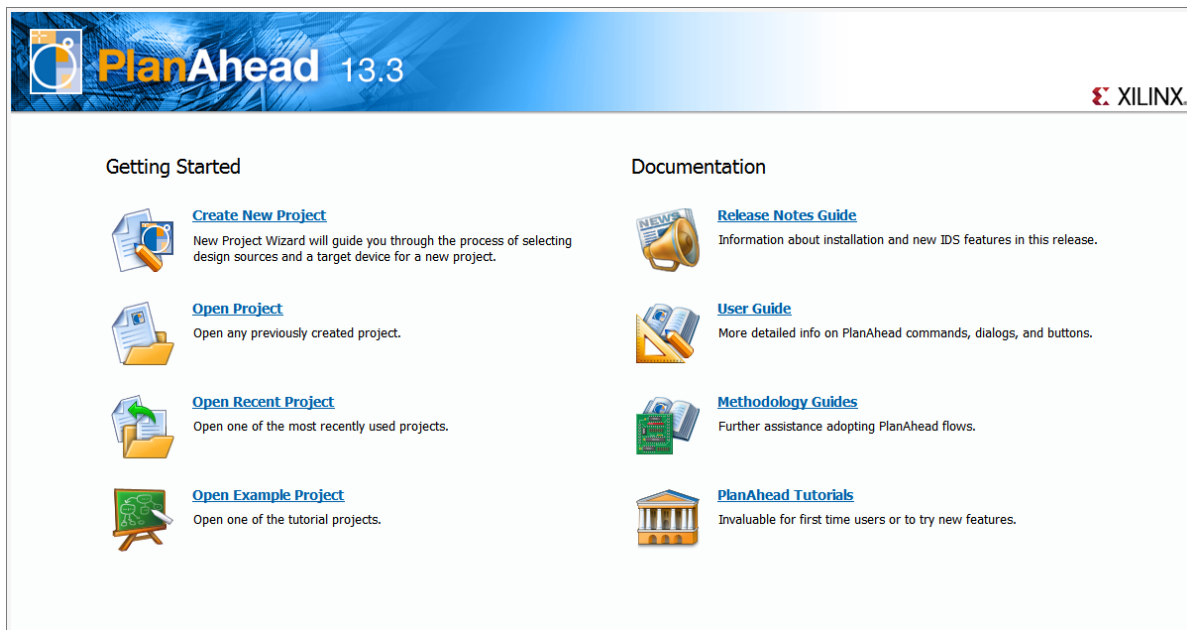 PlanAhead 13.3
XILINX
Getting Started
Create New Project
New Project Wizard will guide you through the process of selecting
design sources and a target device for a new project.
Open Project
Open any previously created project.
Open Recent Project
Open one of the most recently used projects.
Open Example Project
Open one of the tutorial projects.
Documentation
NEWS
Release Notes Guide
Information about installation and new IDS features in this release.
User Guide
More detailed info on PlanAhead commands, dialogs, and buttons.
Methodology Guides
Further assistance adopting PlanAhead flows.
PlanAhead Tutorials
Invaluable for first time users or to try new features.